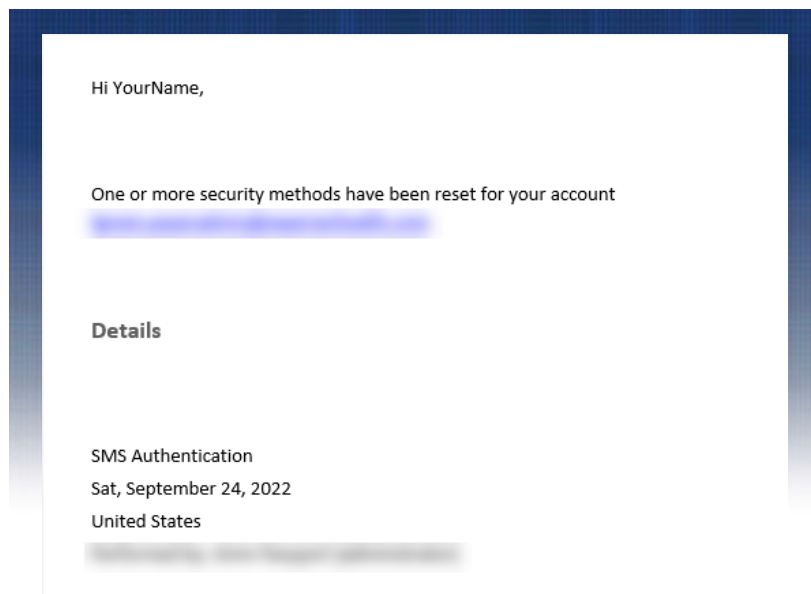 Hi YourName,
One or more security methods have been reset for your account
Details
SMS Authentication
Sat, September 24, 2022
United States